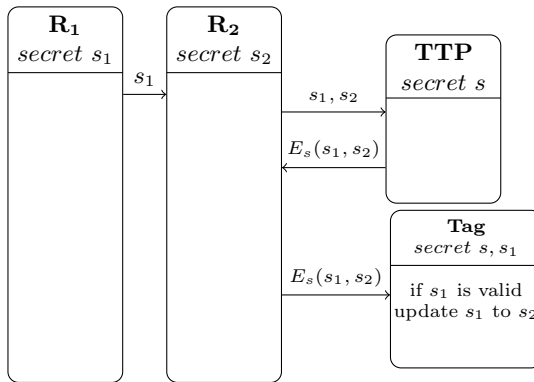 R₁
secret s₁
R₂
secret s₂
s₁
TTP
secret s
s₁, s₂
Eₛ(s₁, s₂)
Tag
secret s, s₁
Eₛ(s₁, s₂)
if s₁ is valid
update s₁ to s₂